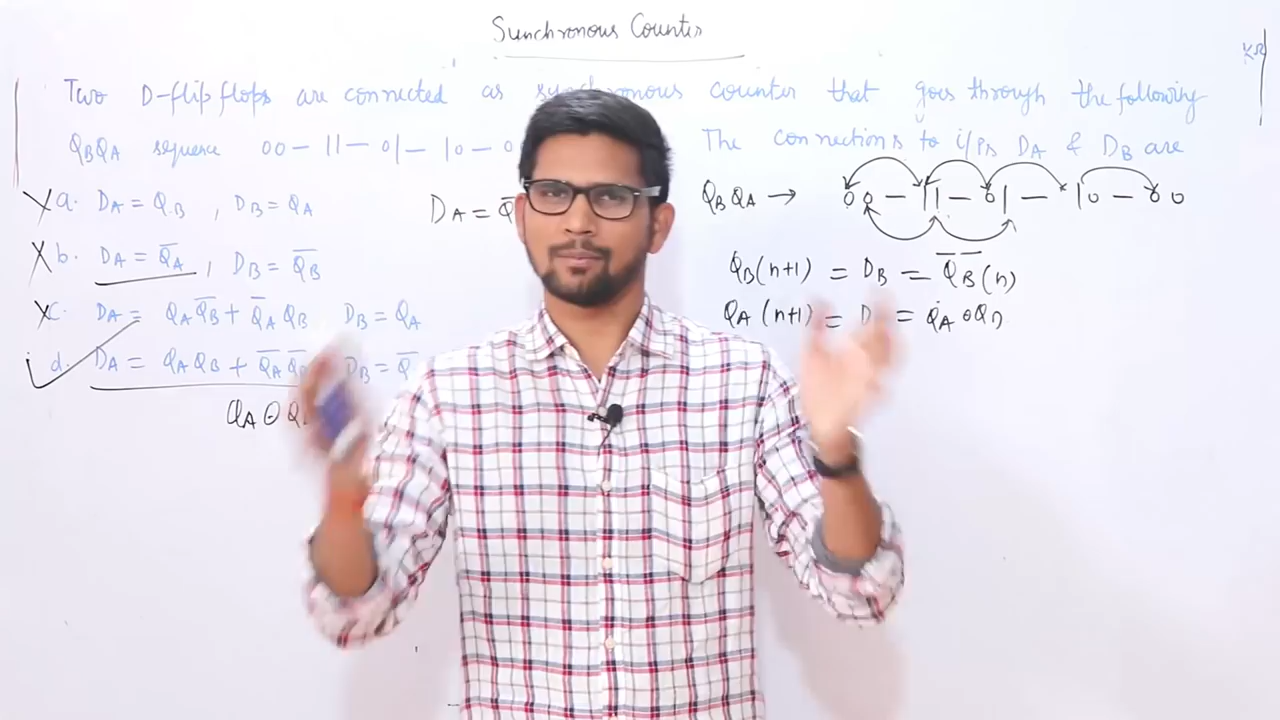 Synchronous Counter
KΩ
Two D-flip flops are connected as synchronous counter that goes through the following
QBQA sequence 00 – 11 – 01 – 10 – 0 The connections to i/ps DA & DB are
X a. DA = QB , DB = QA
DA = Q̅
QBQA → 00 – 11 – 01 – 10 – 00
X b. DA = Q̅A , DB = Q̅B
QB(n+1) = DB = Q̅B(n)
X c. DA = QAQ̅B + Q̅AQB DB = QA
QA(n+1) = D = QA ⊙ QB
d. DA = QAQB + Q̅AQ̅ DB = Q̅
QA ⊙ Q